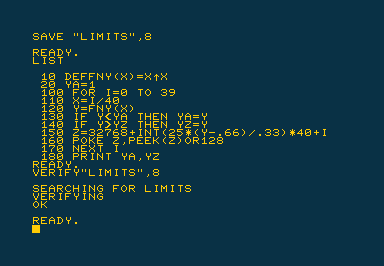 SAVE "LIMITS",8
READY.
LIST
10 DEFFNY(X)=X↑X
20 YA=1
100 FOR I=0 TO 39
110 X=I/40
120 Y=FNY(X)
130 IF Y<YA THEN YA=Y
140 IF Y>YZ THEN YZ=Y
150 Z=32768+INT(25*(Y-.66)/.33)*40+I
160 POKE Z,PEEK(Z)OR128
170 NEXT I
180 PRINT YA,YZ
READY.
VERIFY"LIMITS",8
SEARCHING FOR LIMITS
VERIFYING
OK
READY.